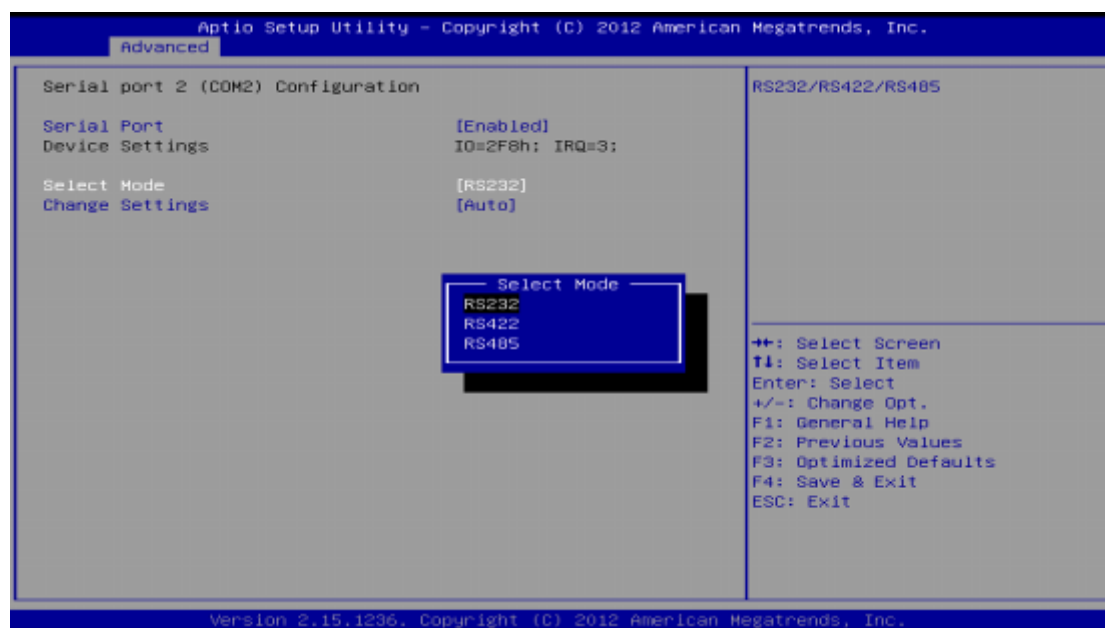 Aptio Setup Utility – Copyright (C) 2012 American Megatrends, Inc.
Advanced
Serial port 2 (COM2) Configuration
Serial Port [Enabled]
Device Settings IO=2F8h; IRQ=3;
Select Mode [RS232]
Change Settings [Auto]
Select Mode
RS232
RS422
RS485
RS232/RS422/RS485
→←: Select Screen
↑↓: Select Item
Enter: Select
+/-: Change Opt.
F1: General Help
F2: Previous Values
F3: Optimized Defaults
F4: Save & Exit
ESC: Exit
Version 2.15.1236. Copyright (C) 2012 American Megatrends, Inc.